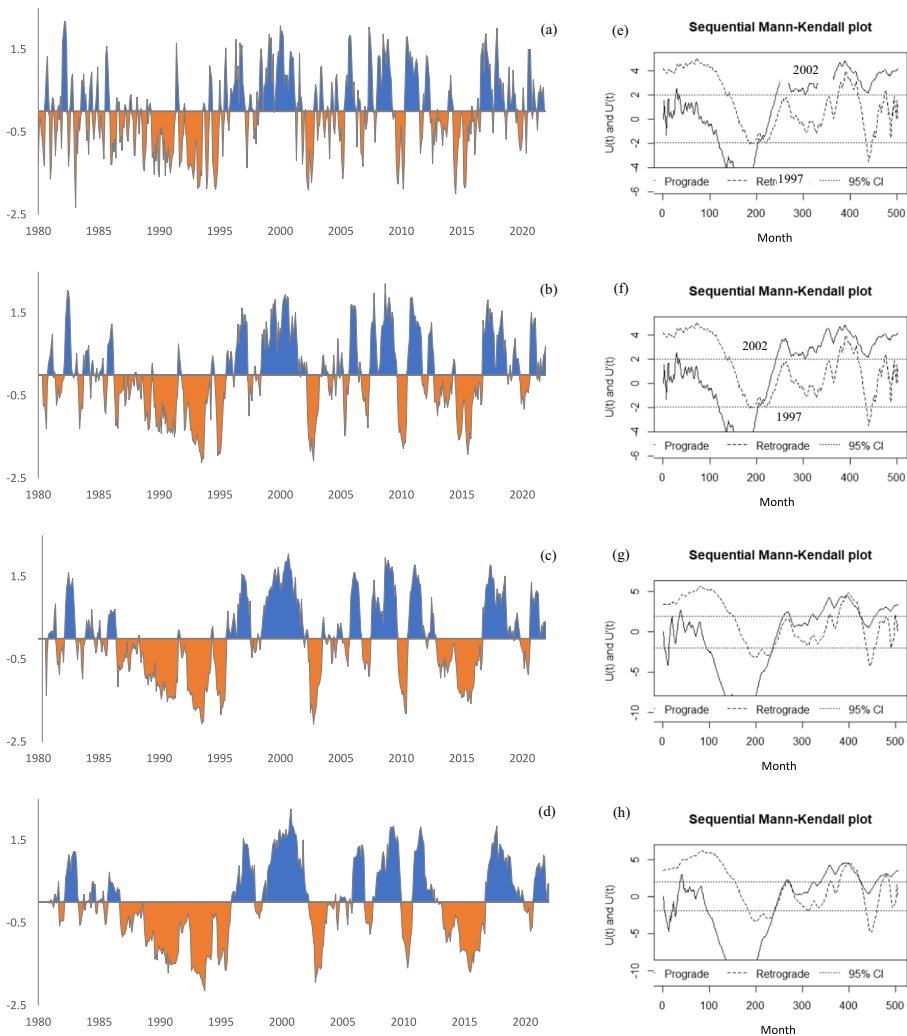 (a)
1.5
-0.5
-2.5
1980 1985 1990 1995 2000 2005 2010 2015 2020
(e)
Sequential Mann-Kendall plot
2002
U(t) and U'(t)
4
2
0
-2
-4
-6
Prograde Retr 1997 95% CI
0 100 200 300 400 500
Month
(b)
1.5
-0.5
-2.5
1980 1985 1990 1995 2000 2005 2010 2015 2020
(f)
Sequential Mann-Kendall plot
2002
1997
U(t) and U'(t)
4
2
0
-2
-4
-6
Prograde Retrograde 95% CI
0 100 200 300 400 500
Month
(c)
1.5
-0.5
-2.5
1980 1985 1990 1995 2000 2005 2010 2015 2020
(g)
Sequential Mann-Kendall plot
U(t) and U'(t)
5
0
-5
-10
Prograde Retrograde 95% CI
0 100 200 300 400 500
Month
(d)
1.5
-0.5
-2.5
1980 1985 1990 1995 2000 2005 2010 2015 2020
(h)
Sequential Mann-Kendall plot
U(t) and U'(t)
5
0
-5
-10
Prograde Retrograde 95% CI
0 100 200 300 400 500
Month